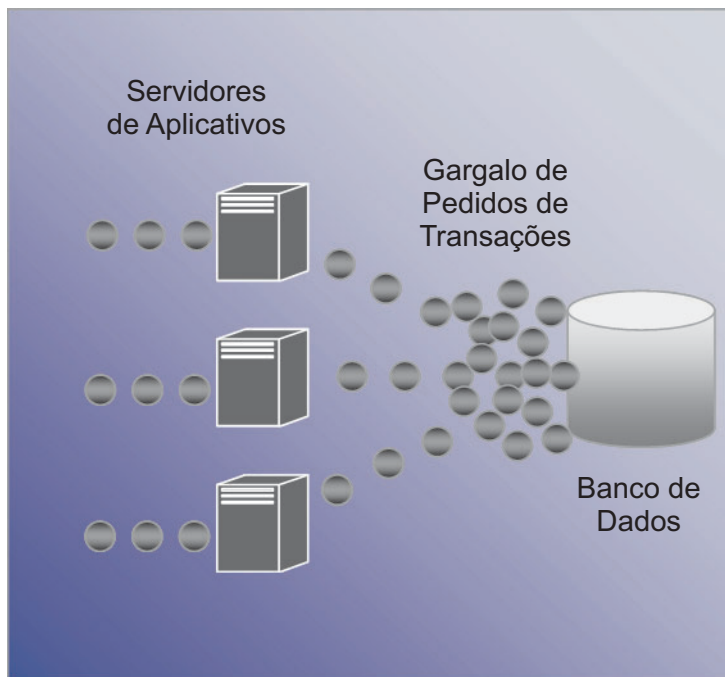 Servidores
de Aplicativos
Gargalo de
Pedidos de
Transações
Banco de
Dados